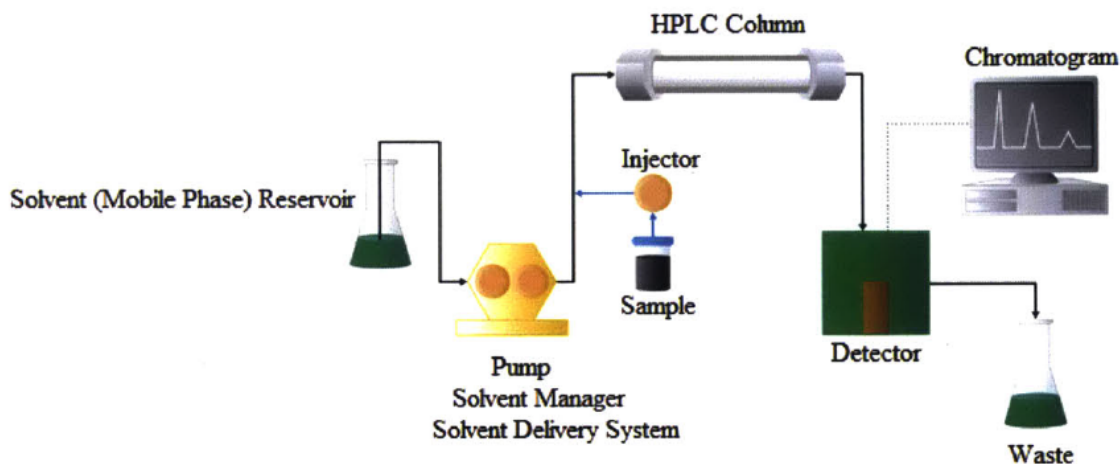 HPLC Column
Chromatogram
Injector
Solvent (Mobile Phase) Reservoir
Sample
Detector
Pump
Solvent Manager
Solvent Delivery System
Waste